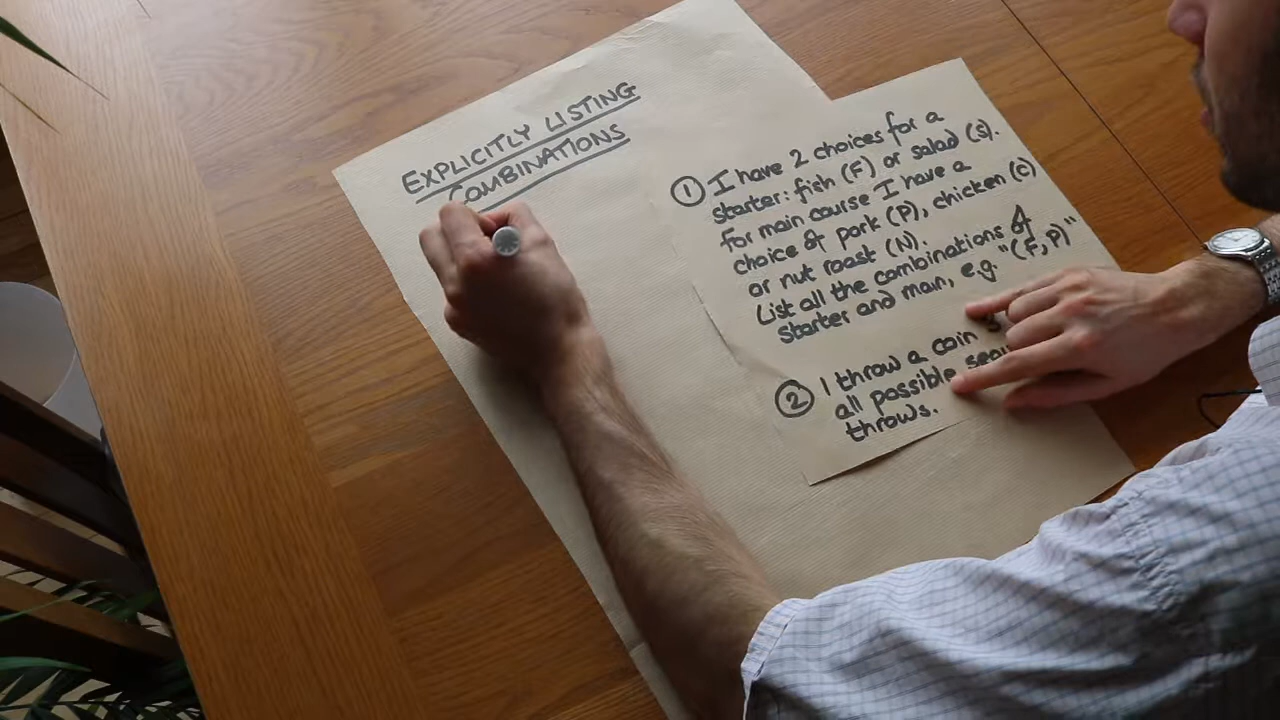 EXPLICITLY LISTING
COMBINATIONS
① I have 2 choices for a
starter: fish (F) or salad (S).
for main course I have a
choice of pork (P), chicken (C)
or nut roast (N).
List all the combinations of
starter and main, e.g. "(F,P)"
② I throw a coin
all possible
throws.